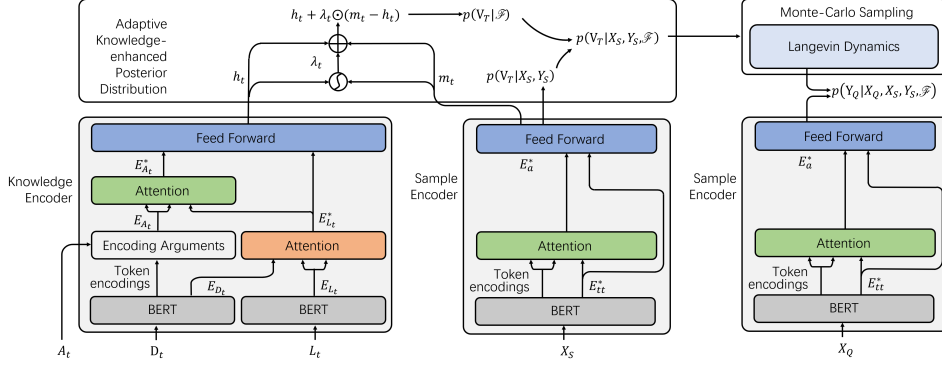 Adaptive
Knowledge-
enhanced
Posterior
Distribution
h_t + λ_t ⊙ (m_t − h_t)
p(V_T|ℱ)
p(V_T|X_S, Y_S, ℱ)
p(V_T|X_S, Y_S)
λ_t
h_t
m_t
Monte-Carlo Sampling
Langevin Dynamics
p(Y_Q|X_Q, X_S, Y_S, ℱ)
Knowledge
Encoder
Feed Forward
E*_{A_t}
Attention
E_{A_t}
E*_{L_t}
Encoding Arguments
Attention
Token
encodings
E_{D_t}
E_{L_t}
BERT
BERT
A_t
D_t
L_t
Sample
Encoder
Feed Forward
E*_a
Attention
Token
encodings
E*_{tt}
BERT
X_S
Sample
Encoder
Feed Forward
E*_a
Attention
Token
encodings
E*_{tt}
BERT
X_Q